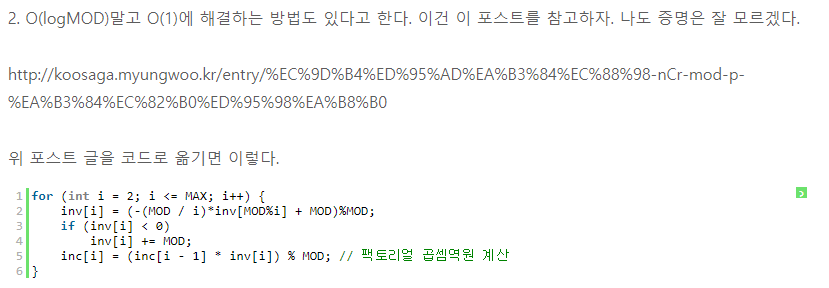 2. O(logMOD)말고 O(1)에 해결하는 방법도 있다고 한다. 이건 이 포스트를 참고하자. 나도 증명은 잘 모르겠다.
http://koosaga.myungwoo.kr/entry/%EC%9D%B4%ED%95%AD%EA%B3%84%EC%88%98-nCr-mod-p-
%EA%B3%84%EC%82%B0%ED%95%98%EA%B8%B0
위 포스트 글을 코드로 옮기면 이렇다.
1 for (int i = 2; i <= MAX; i++) {
2     inv[i] = (-(MOD / i)*inv[MOD%i] + MOD)%MOD;
3     if (inv[i] < 0)
4         inv[i] += MOD;
5     inc[i] = (inc[i - 1] * inv[i]) % MOD; // 팩토리얼 곱셈역원 계산
6 }